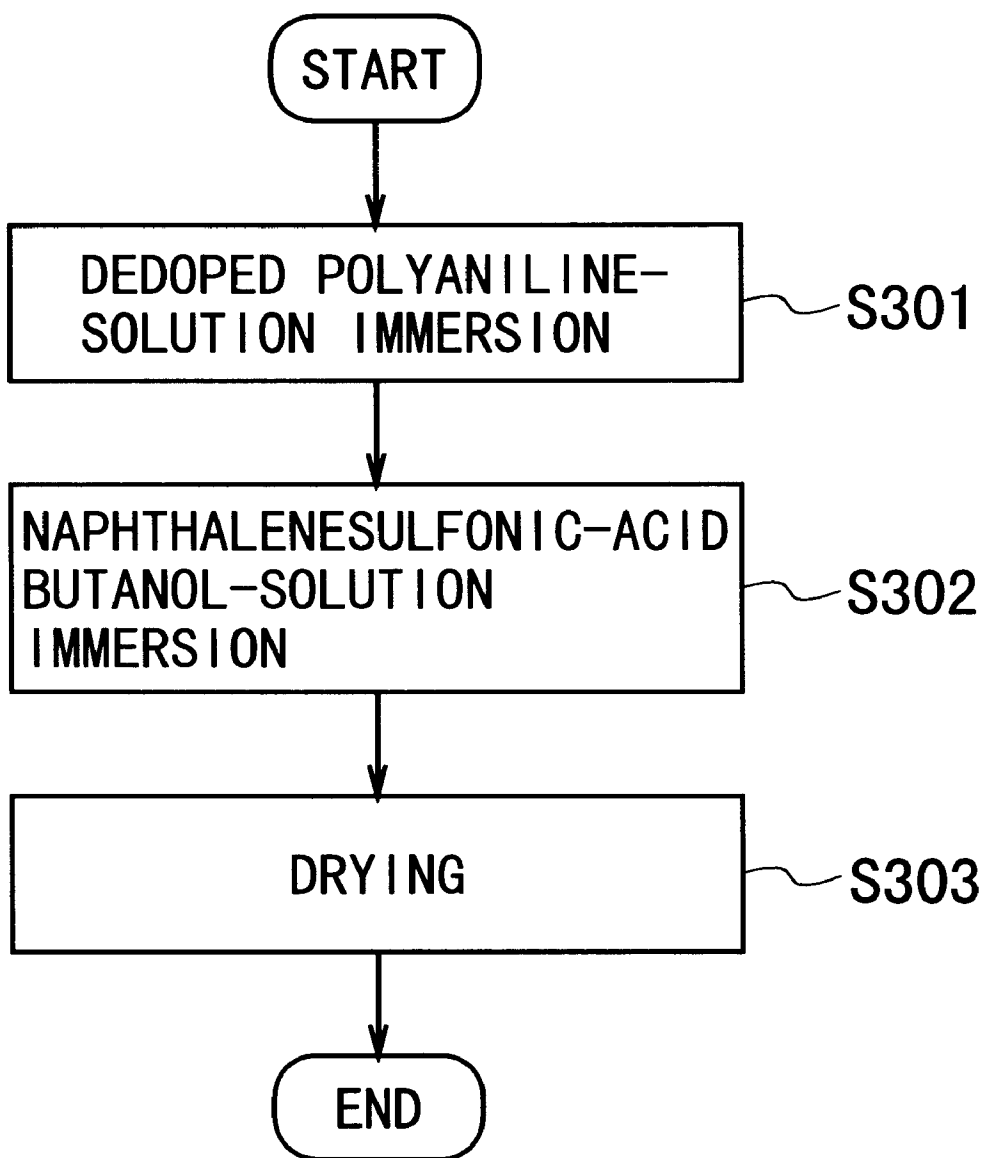 START
DEDOPED POLYANILINE-
SOLUTION IMMERSION
S301
NAPHTHALENESULFONIC-ACID
BUTANOL-SOLUTION
IMMERSION
S302
DRYING
S303
END